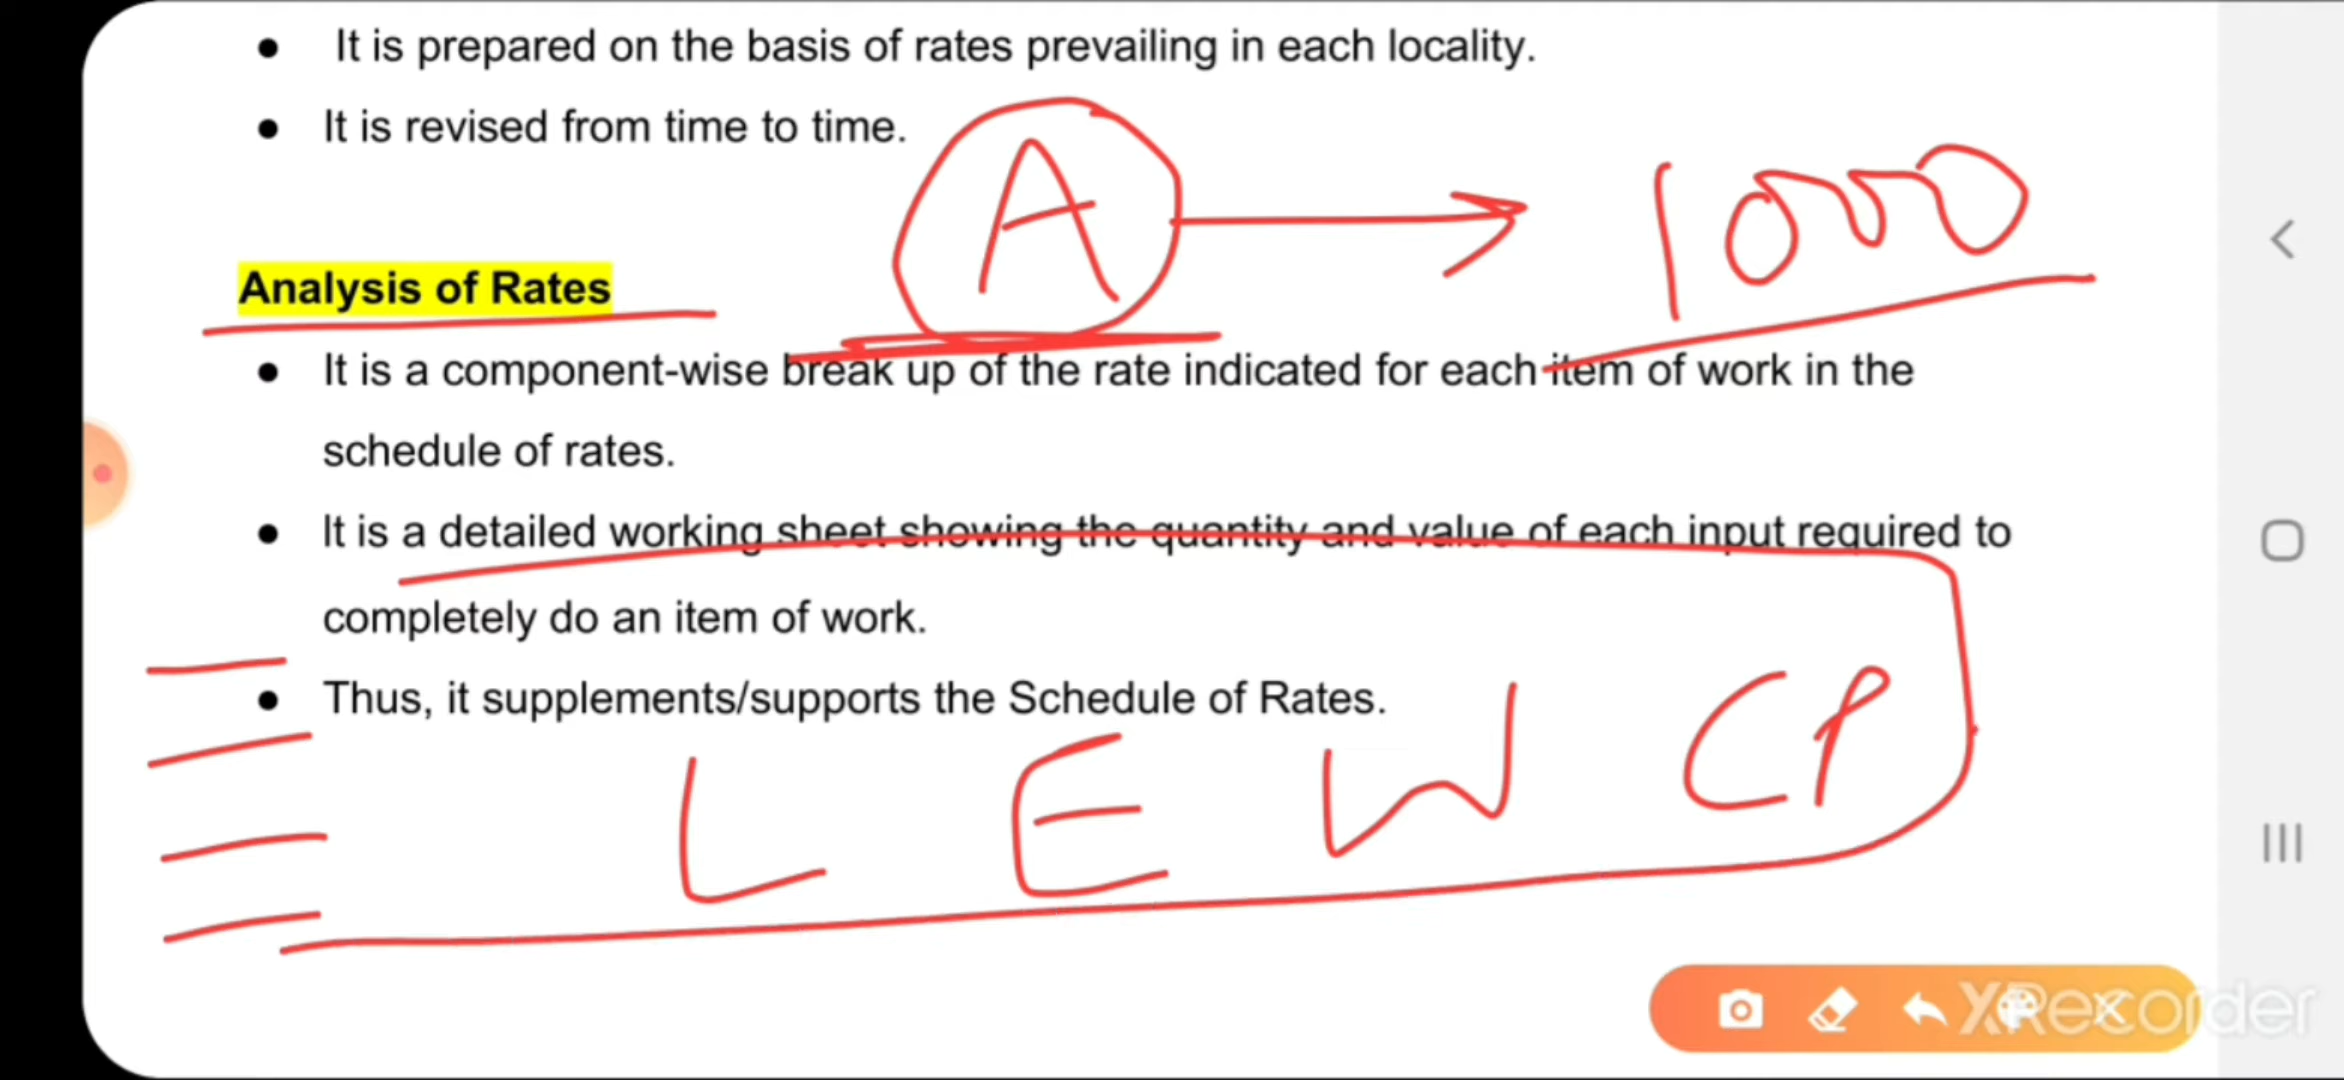 ● It is prepared on the basis of rates prevailing in each locality.
● It is revised from time to time.
A → 1000
Analysis of Rates
● It is a component-wise break up of the rate indicated for each item of work in the
schedule of rates.
● It is a detailed working sheet showing the quantity and value of each input required to
completely do an item of work.
● Thus, it supplements/supports the Schedule of Rates.
L E W CP
XRecorder